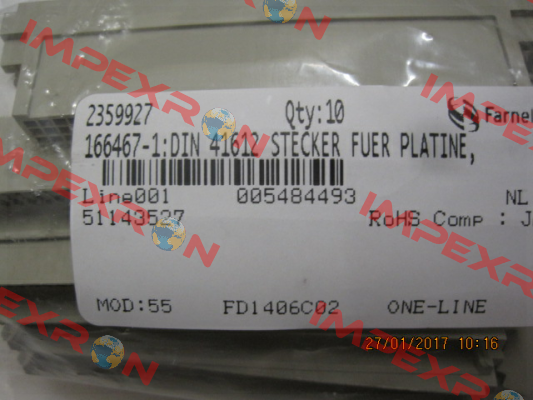 2359927 Qty:10 Farnel
166467-1:DIN 41612 STECKER FUER PLATINE,
Line001 005484493 NL
51143527 RoHS Comp : J
MOD:55 FD1406C02 ONE-LINE
27/01/2017 10:16
IMPEXRON
IMPEXRON
IMPEXRON
IMPEXRON